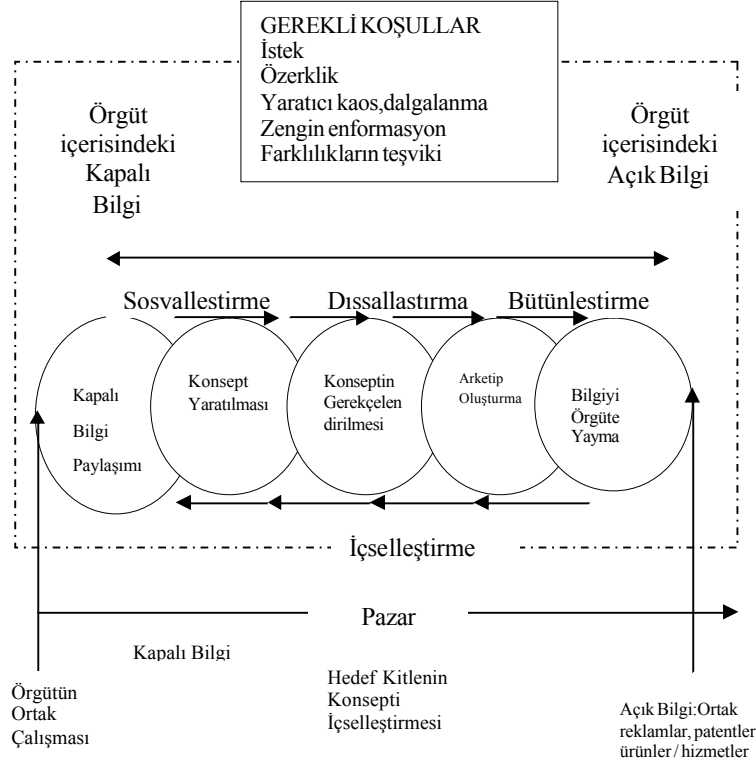 GEREKLİ KOŞULLAR
İstek
Özerklik
Yaratıcı kaos,dalgalanma
Zengin enformasyon
Farklılıkların teşviki
Örgüt
içerisindeki
Kapalı
Bilgi
Örgüt
içerisindeki
Açık Bilgi
Sosvallestirme
Dıssallastırma
Bütünlestirme
Kapalı
Bilgi
Paylaşımı
Konsept
Yaratılması
Konseptin
Gerekçelen
dirilmesi
Arketip
Oluşturma
Bilgiyi
Örgüte
Yayma
İçselleştirme
Pazar
Kapalı Bilgi
Örgütün
Ortak
Çalışması
Hedef Kitlenin
Konsepti
İçselleştirmesi
Açık Bilgi:Ortak
reklamlar, patentler
ürünler / hizmetler